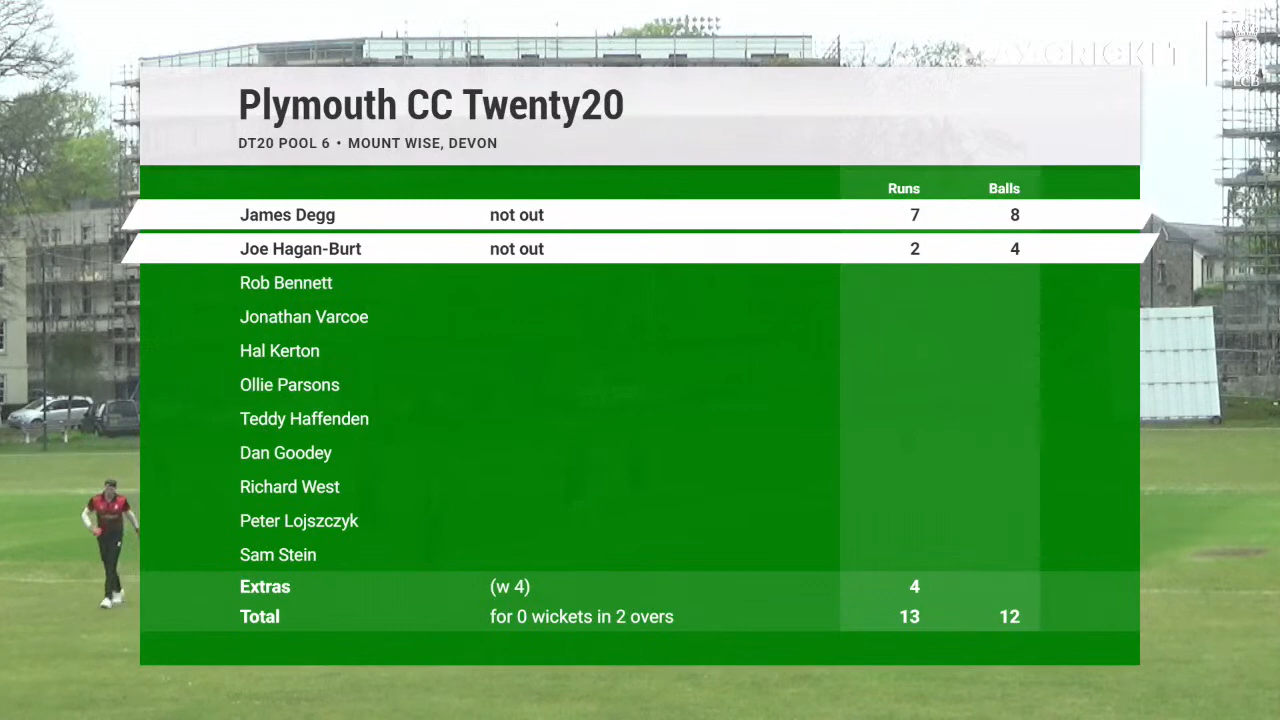 Plymouth CC Twenty20
DT20 POOL 6 • MOUNT WISE, DEVON
Runs Balls
James Degg not out 7 8
Joe Hagan-Burt not out 2 4
Rob Bennett
Jonathan Varcoe
Hal Kerton
Ollie Parsons
Teddy Haffenden
Dan Goodey
Richard West
Peter Lojszczyk
Sam Stein
Extras (w 4) 4
Total for 0 wickets in 2 overs 13 12